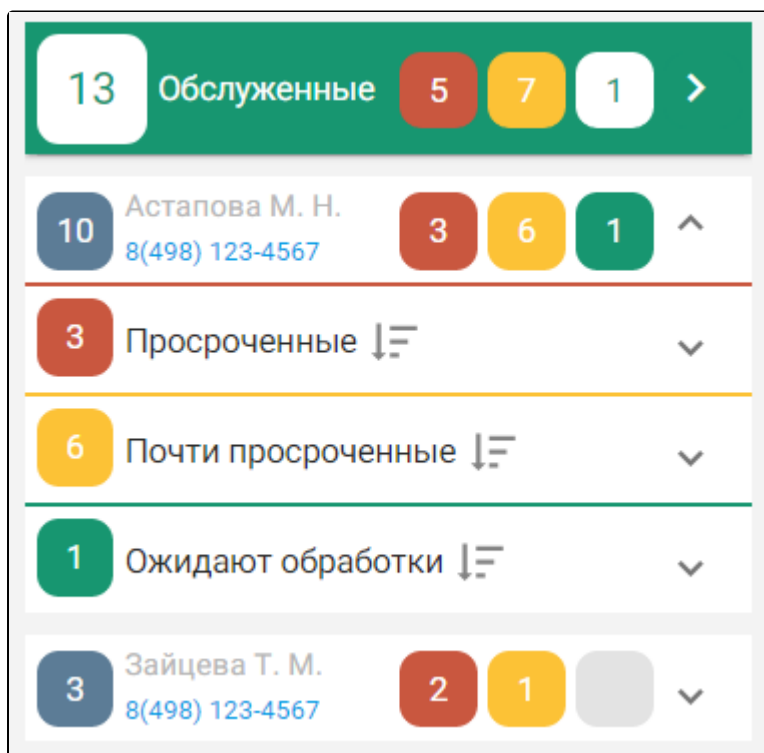 13 Обслуженные 5 7 1
10 Астапова М. Н. 3 6 1
8(498) 123-4567
3 Просроченные
6 Почти просроченные
1 Ожидают обработки
3 Зайцева Т. М. 2 1
8(498) 123-4567